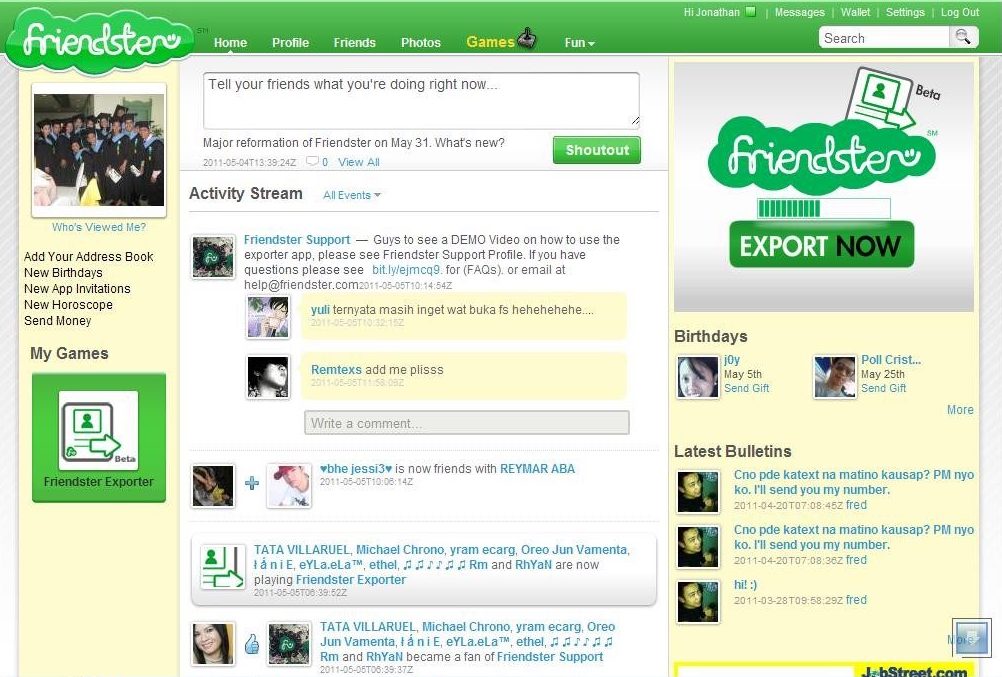 friendster SM
Hi Jonathan | Messages | Wallet | Settings | Log Out
Home Profile Friends Photos Games Fun
Search
Who's Viewed Me?
Add Your Address Book
New Birthdays
New App Invitations
New Horoscope
Send Money
My Games
Beta
Friendster Exporter
Tell your friends what you're doing right now...
Major reformation of Friendster on May 31. What's new?
2011-05-04T13:39:24Z 0 View All
Shoutout
Activity Stream All Events
Friendster Support — Guys to see a DEMO Video on how to use the
exporter app, please see Friendster Support Profile. If you have
questions please see bit.ly/ejmcq9. for (FAQs). or email at
help@friendster.com2011-05-05T10:14:54Z
yuli ternyata masih inget wat buka fs hehehehehe....
2011-05-05T10:32:15Z
Remtexs add me plisss
2011-05-05T11:58:09Z
Write a comment...
♥bhe jessi3♥ is now friends with REYMAR ABA
2011-05-05T10:06:14Z
TATA VILLARUEL, Michael Chrono, yram ecarg, Oreo Jun Vamenta,
ł ắ n i E, eYLa.eLa™, ethel, ♫ ♫ ♪ ♪ ♫ ♫ Rm and RhYaN are now
playing Friendster Exporter
2011-05-05T06:39:52Z
TATA VILLARUEL, Michael Chrono, yram ecarg, Oreo
Jun Vamenta, ł ắ n i E, eYLa.eLa™, ethel, ♫ ♫ ♪ ♪ ♫ ♫
Rm and RhYaN became a fan of Friendster Support
2011-05-05T06:39:37Z
Beta
friendster SM
EXPORT NOW
Birthdays
j0y
May 5th
Send Gift
Poll Crist...
May 25th
Send Gift
More
Latest Bulletins
Cno pde katext na matino kausap? PM nyo
ko. I'll send you my number.
2011-04-20T07:08:45Z fred
Cno pde katext na matino kausap? PM nyo
ko. I'll send you my number.
2011-04-20T07:08:36Z fred
hi! :)
2011-03-28T09:58:29Z fred
JobStreet.com